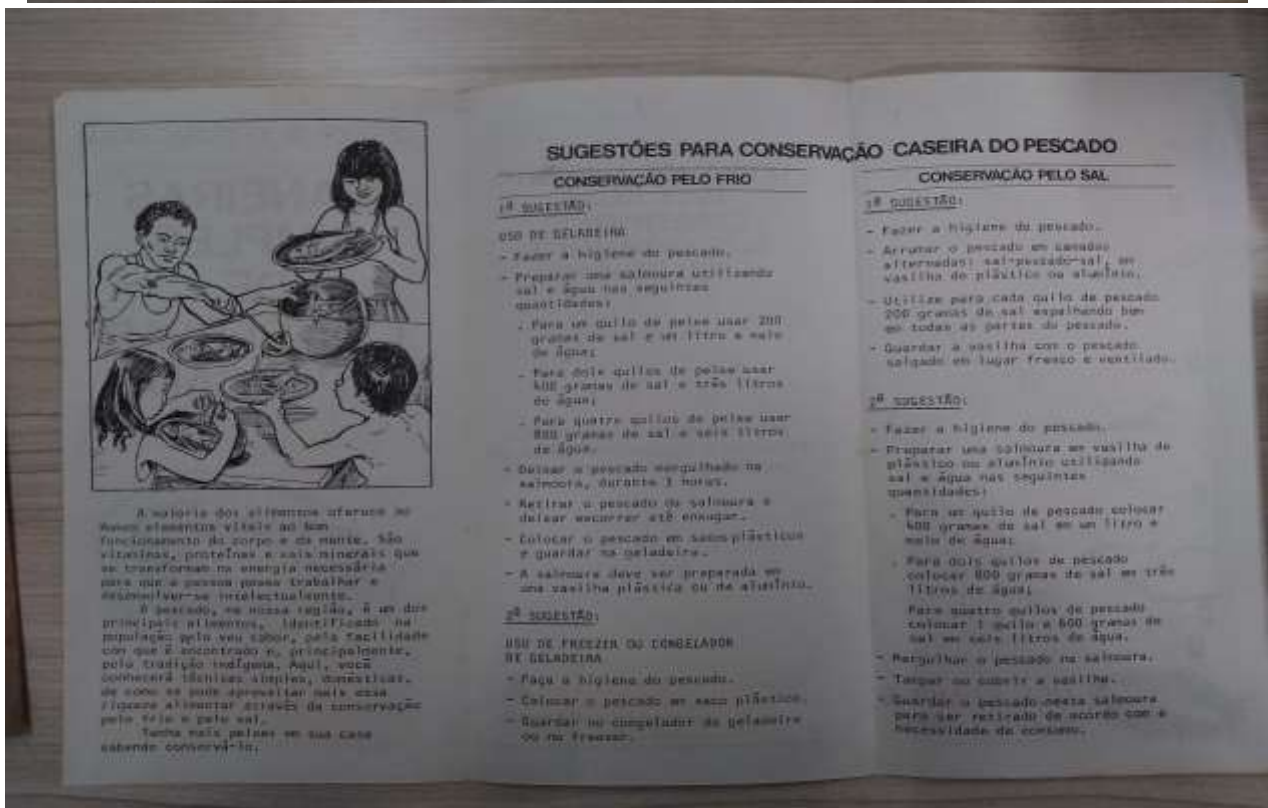 A maioria dos alimentos oferece ao
nosso elementos vitais ao bom
funcionamento do corpo e da mente. São
vitaminas, proteínas e sais minerais que
se transformam na energia necessária
para que a pessoa possa trabalhar e
desenvolver-se intelectualmente.
O pescado, na nossa região, é um dos
principais alimentos, identificado na
população pelo seu sabor, pela facilidade
com que é encontrado e, principalmente,
pela tradição indígena. Aqui, você
conhecerá técnicas simples, domésticas,
de como se pode aproveitar mais essa
riqueza alimentar através da conservação
pelo frio e pelo sal.
Tenha mais peixes em sua casa
sabendo conservá-lo.
SUGESTÕES PARA CONSERVAÇÃO CASEIRA DO PESCADO
CONSERVAÇÃO PELO FRIO
1ª SUGESTÃO:
USO DE GELADEIRA
- Fazer a higiene do pescado.
- Preparar uma salmoura utilizando
sal e água nas seguintes
quantidades:
. Para um quilo de peixe usar 200
gramas de sal e um litro e meio
de água;
. Para dois quilos de peixe usar
400 gramas de sal e três litros
de água;
. Para quatro quilos de peixe usar
800 gramas de sal e seis litros
de água.
- Deixar o pescado mergulhado na
salmoura, durante 3 horas.
- Retirar o pescado da salmoura e
deixar escorrer até enxugar.
- Colocar o pescado em sacos plásticos
e guardar na geladeira.
- A salmoura deve ser preparada em
uma vasilha plástica ou de alumínio.
2ª SUGESTÃO:
USO DE FREEZER OU CONGELADOR
DE GELADEIRA
- Faça a higiene do pescado.
- Colocar o pescado em saco plástico.
- Guardar no congelador da geladeira
ou no freezer.
CONSERVAÇÃO PELO SAL
1ª SUGESTÃO:
- Fazer a higiene do pescado.
- Arrumar o pescado em camadas
alternadas: sal-pescado-sal, em
vasilha de plástico ou alumínio.
- Utilize para cada quilo de pescado
200 gramas de sal espalhando bem
em todas as partes do pescado.
- Guardar a vasilha com o pescado
salgado em lugar fresco e ventilado.
2ª SUGESTÃO:
- Fazer a higiene do pescado.
- Preparar uma salmoura em vasilha de
plástico ou alumínio utilizando
sal e água nas seguintes
quantidades:
. Para um quilo de pescado colocar
400 gramas de sal em um litro e
meio de água;
. Para dois quilos de pescado
colocar 800 gramas de sal em três
litros de água;
Para quatro quilos de pescado
colocar 1 quilo e 600 gramas de
sal em seis litros de água.
- Mergulhar o pescado na salmoura.
- Tampar ou cobrir a vasilha.
- Guardar o pescado nesta salmoura
para ser retirado de acordo com a
necessidade de consumo.